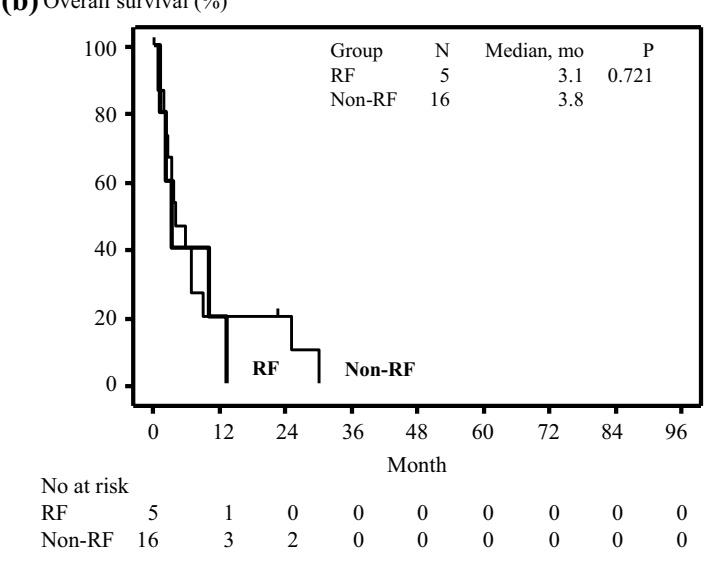 (b) Overall survival (%)
Group N Median, mo P
RF 5 3.1 0.721
Non-RF 16 3.8
100
80
60
40
20
0
RF Non-RF
0 12 24 36 48 60 72 84 96
Month
No at risk
RF 5 1 0 0 0 0 0 0 0
Non-RF 16 3 2 0 0 0 0 0 0